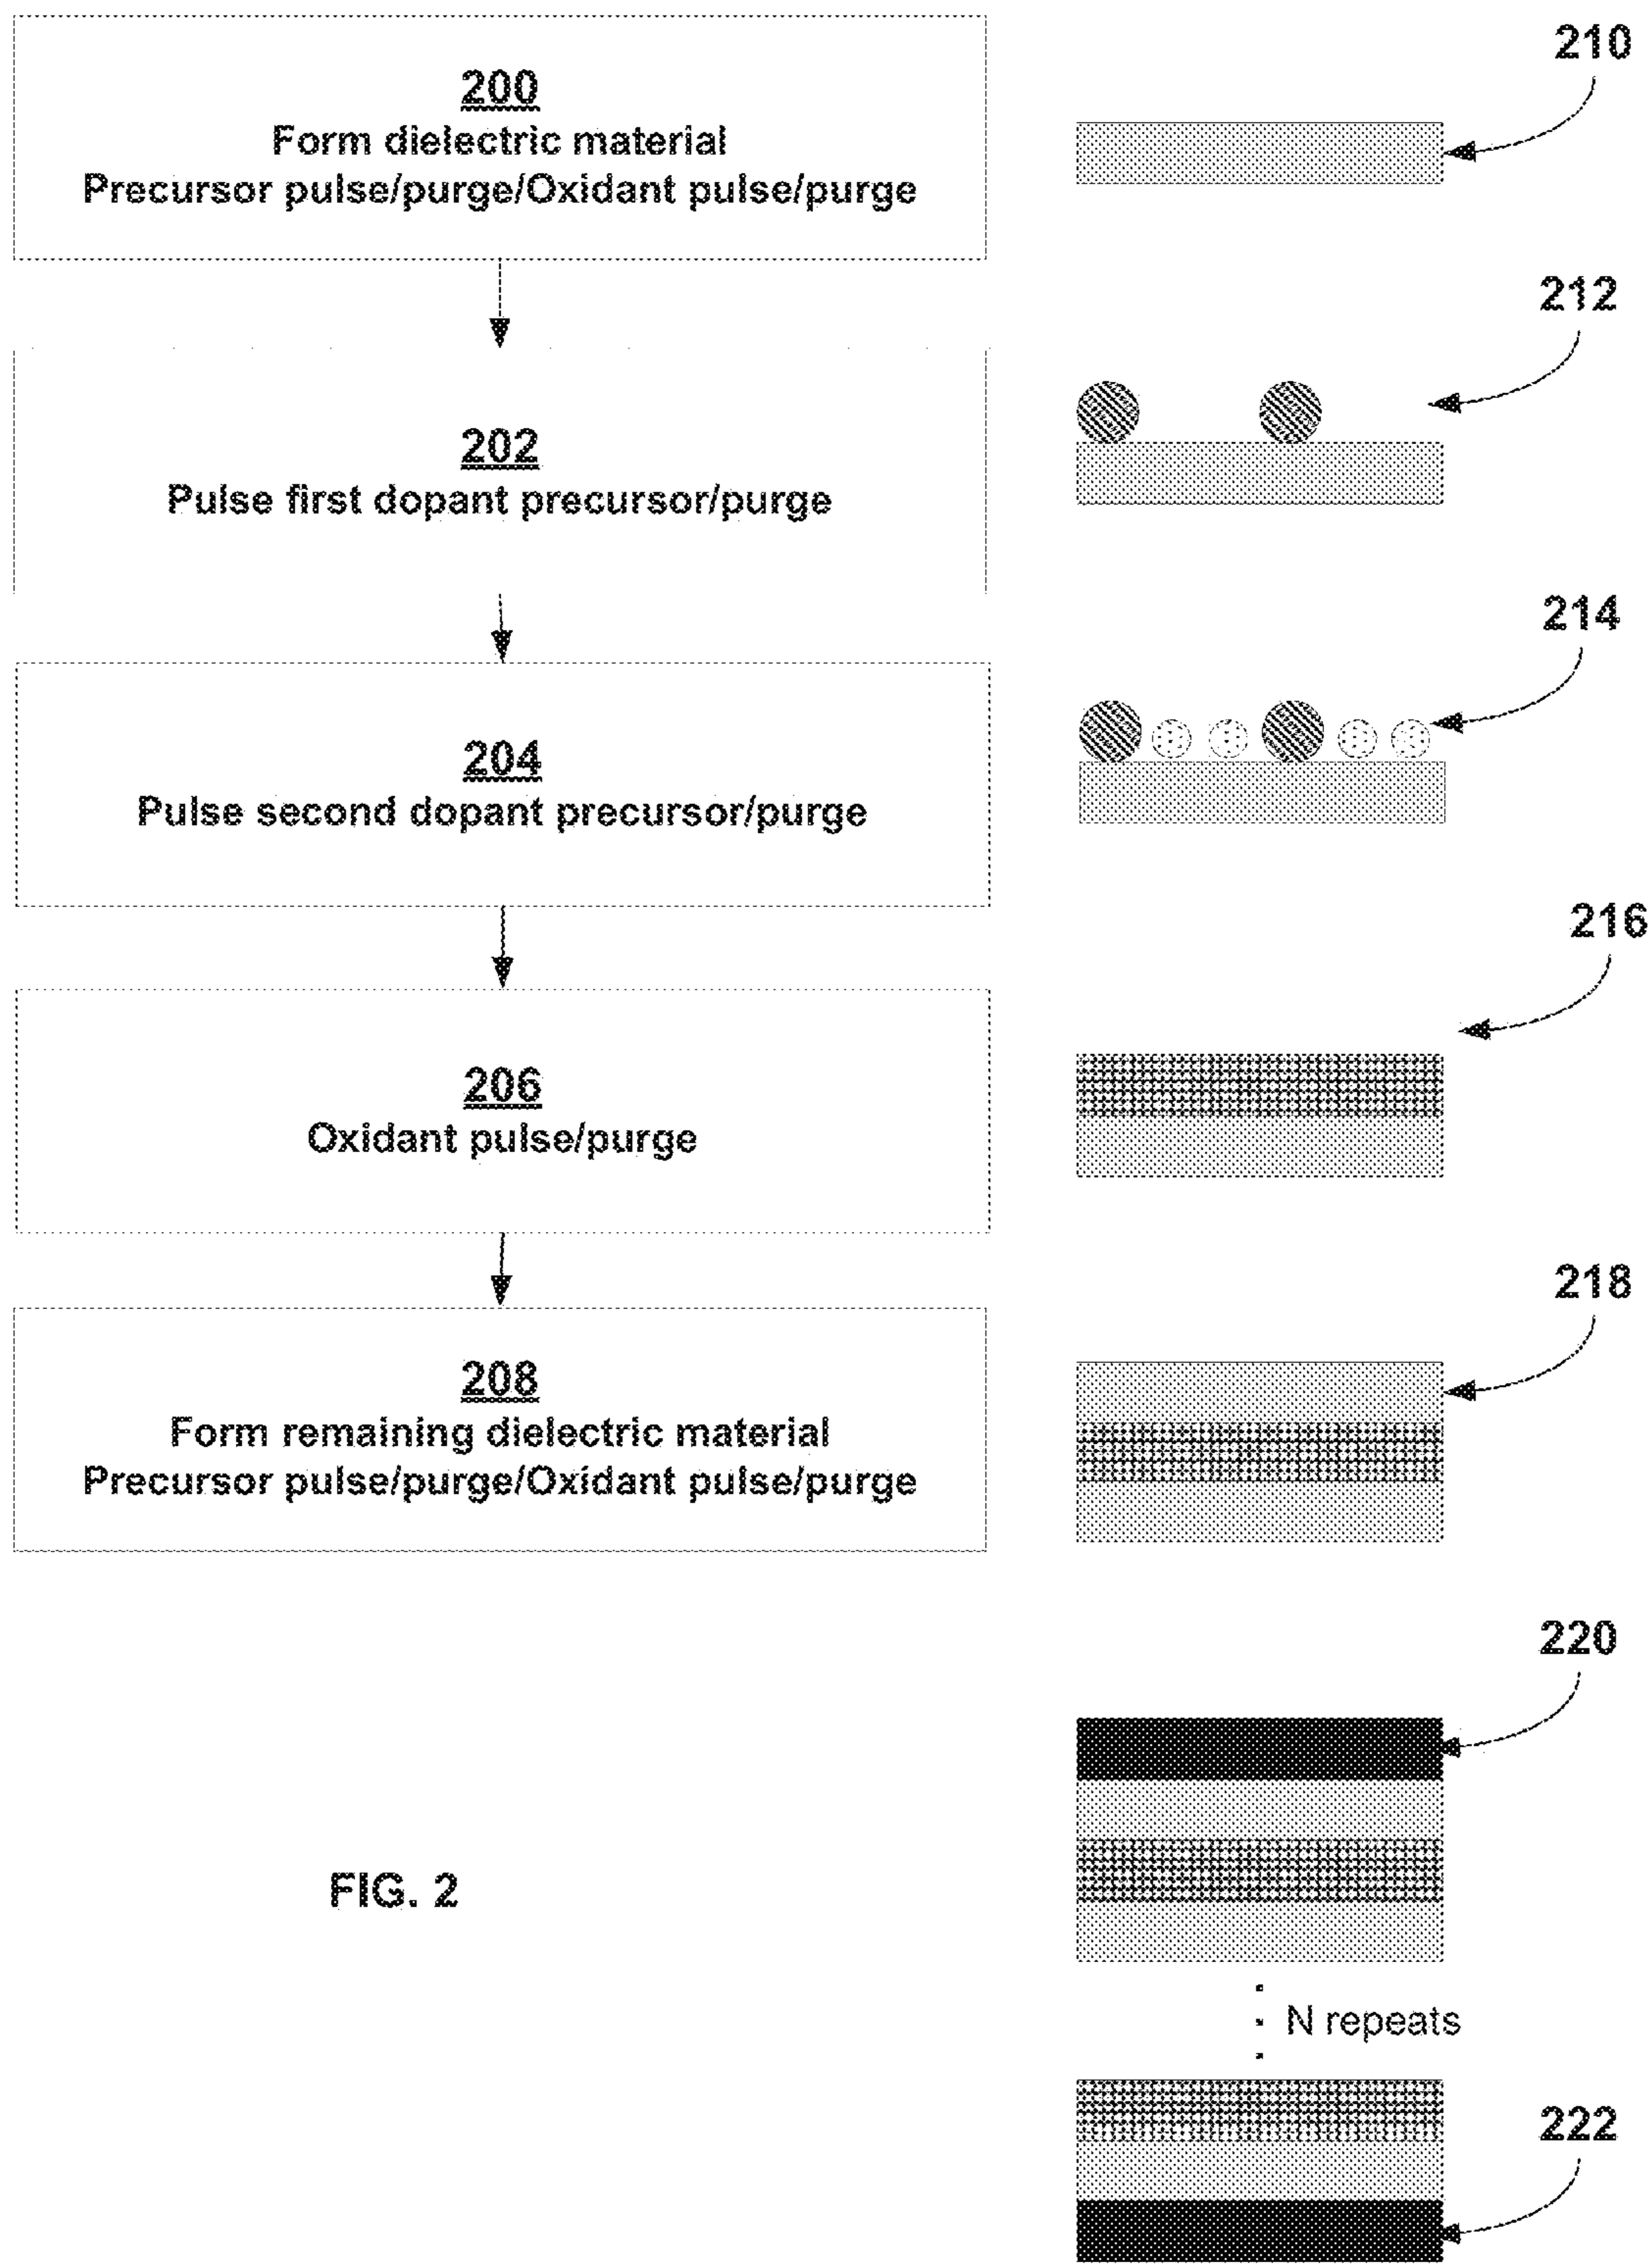 210
200
Form dielectric material
Precursor pulse/purge/Oxidant pulse/purge
212
202
Pulse first dopant precursor/purge
214
204
Pulse second dopant precursor/purge
216
206
Oxidant pulse/purge
218
208
Form remaining dielectric material
Precursor pulse/purge/Oxidant pulse/purge
220
FIG. 2
N repeats
222